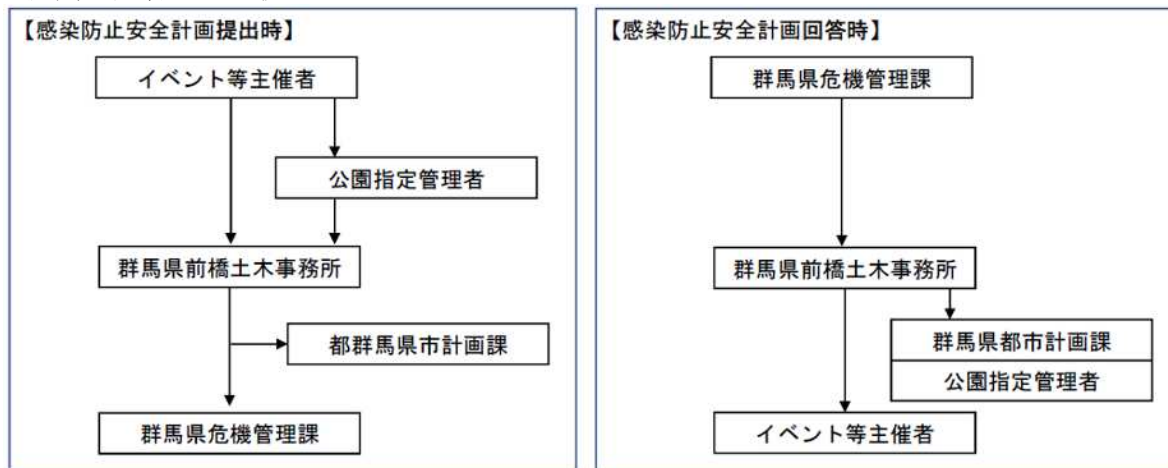 【感染防止安全計画提出時】
イベント等主催者
公園指定管理者
群馬県前橋土木事務所
都群馬県市計画課
群馬県危機管理課
【感染防止安全計画回答時】
群馬県危機管理課
群馬県前橋土木事務所
群馬県都市計画課
公園指定管理者
イベント等主催者